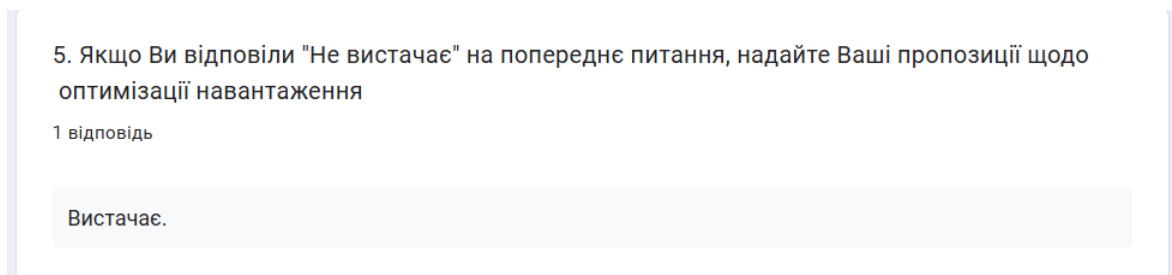 5. Якщо Ви відповіли "Не вистачає" на попереднє питання, надайте Ваші пропозиції щодо
оптимізації навантаження
1 відповідь
Вистачає.